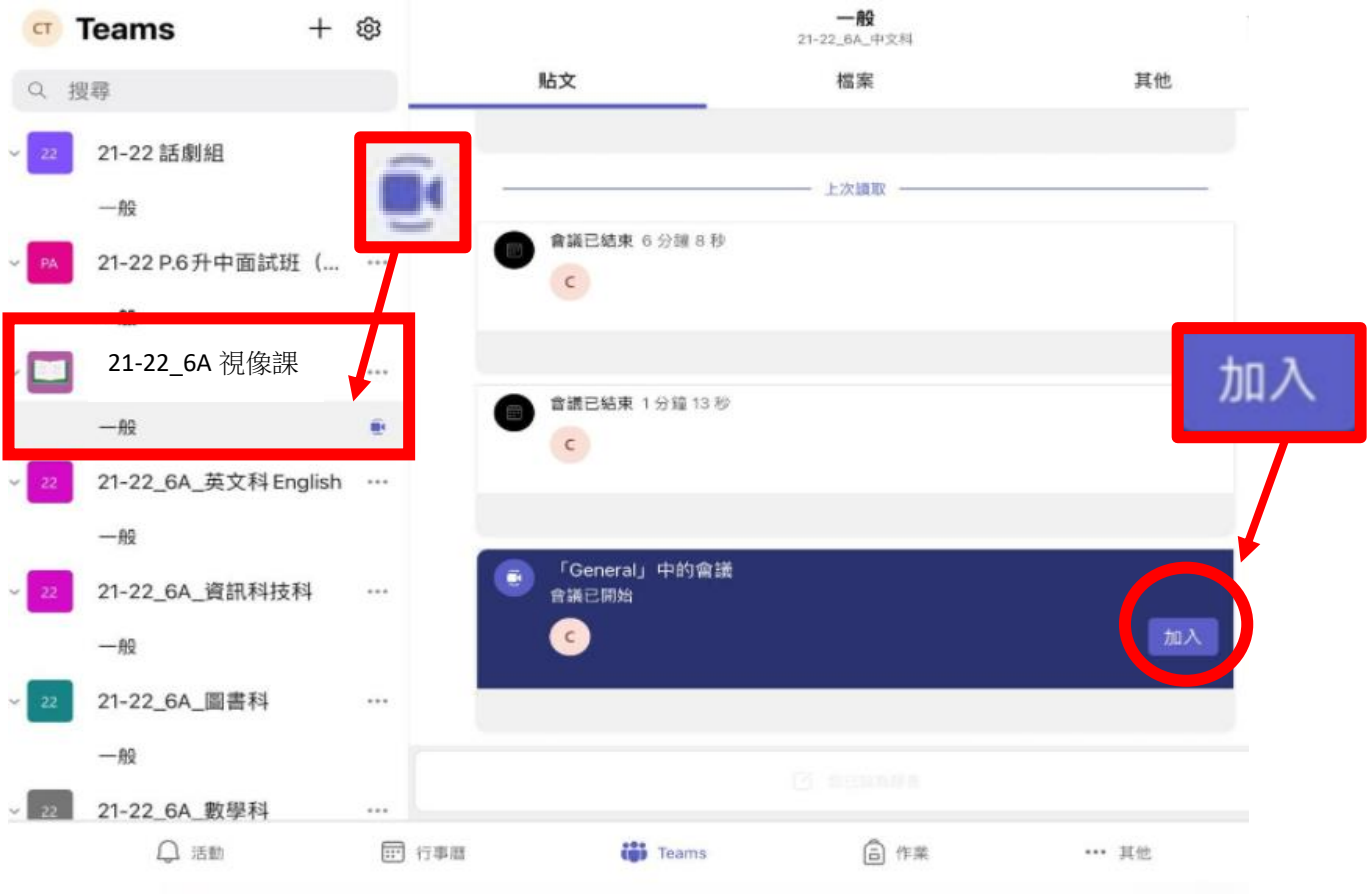 CT Teams
搜尋
22 21-22 話劇組
一般
PA 21-22 P.6升中面試班（... ...
一般
21-22_6A 視像課 ...
一般
22 21-22_6A_英文科 English ...
一般
22 21-22_6A_資訊科技科 ...
一般
22 21-22_6A_圖書科 ...
一般
22 21-22_6A_數學科 ...
一般
21-22_6A_中文科
貼文 檔案 其他
上次讀取
會議已結束 6 分鐘 8 秒
C
會議已結束 1 分鐘 13 秒
C
加入
「General」中的會議
會議已開始
C
加入
活動 行事曆 Teams 作業 ... 其他